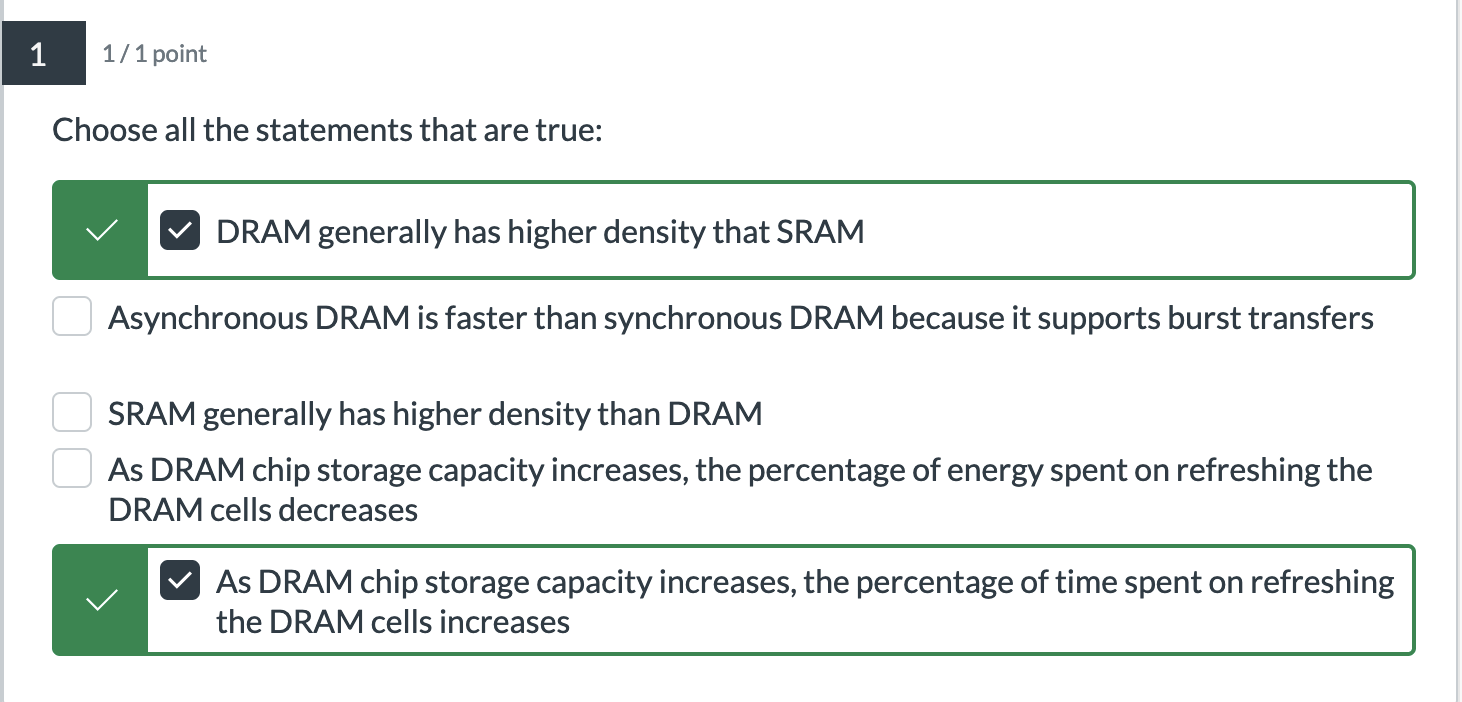 1
1 / 1 point
Choose all the statements that are true:
DRAM generally has higher density that SRAM
Asynchronous DRAM is faster than synchronous DRAM because it supports burst transfers
SRAM generally has higher density than DRAM
As DRAM chip storage capacity increases, the percentage of energy spent on refreshing the
DRAM cells decreases
As DRAM chip storage capacity increases, the percentage of time spent on refreshing
the DRAM cells increases